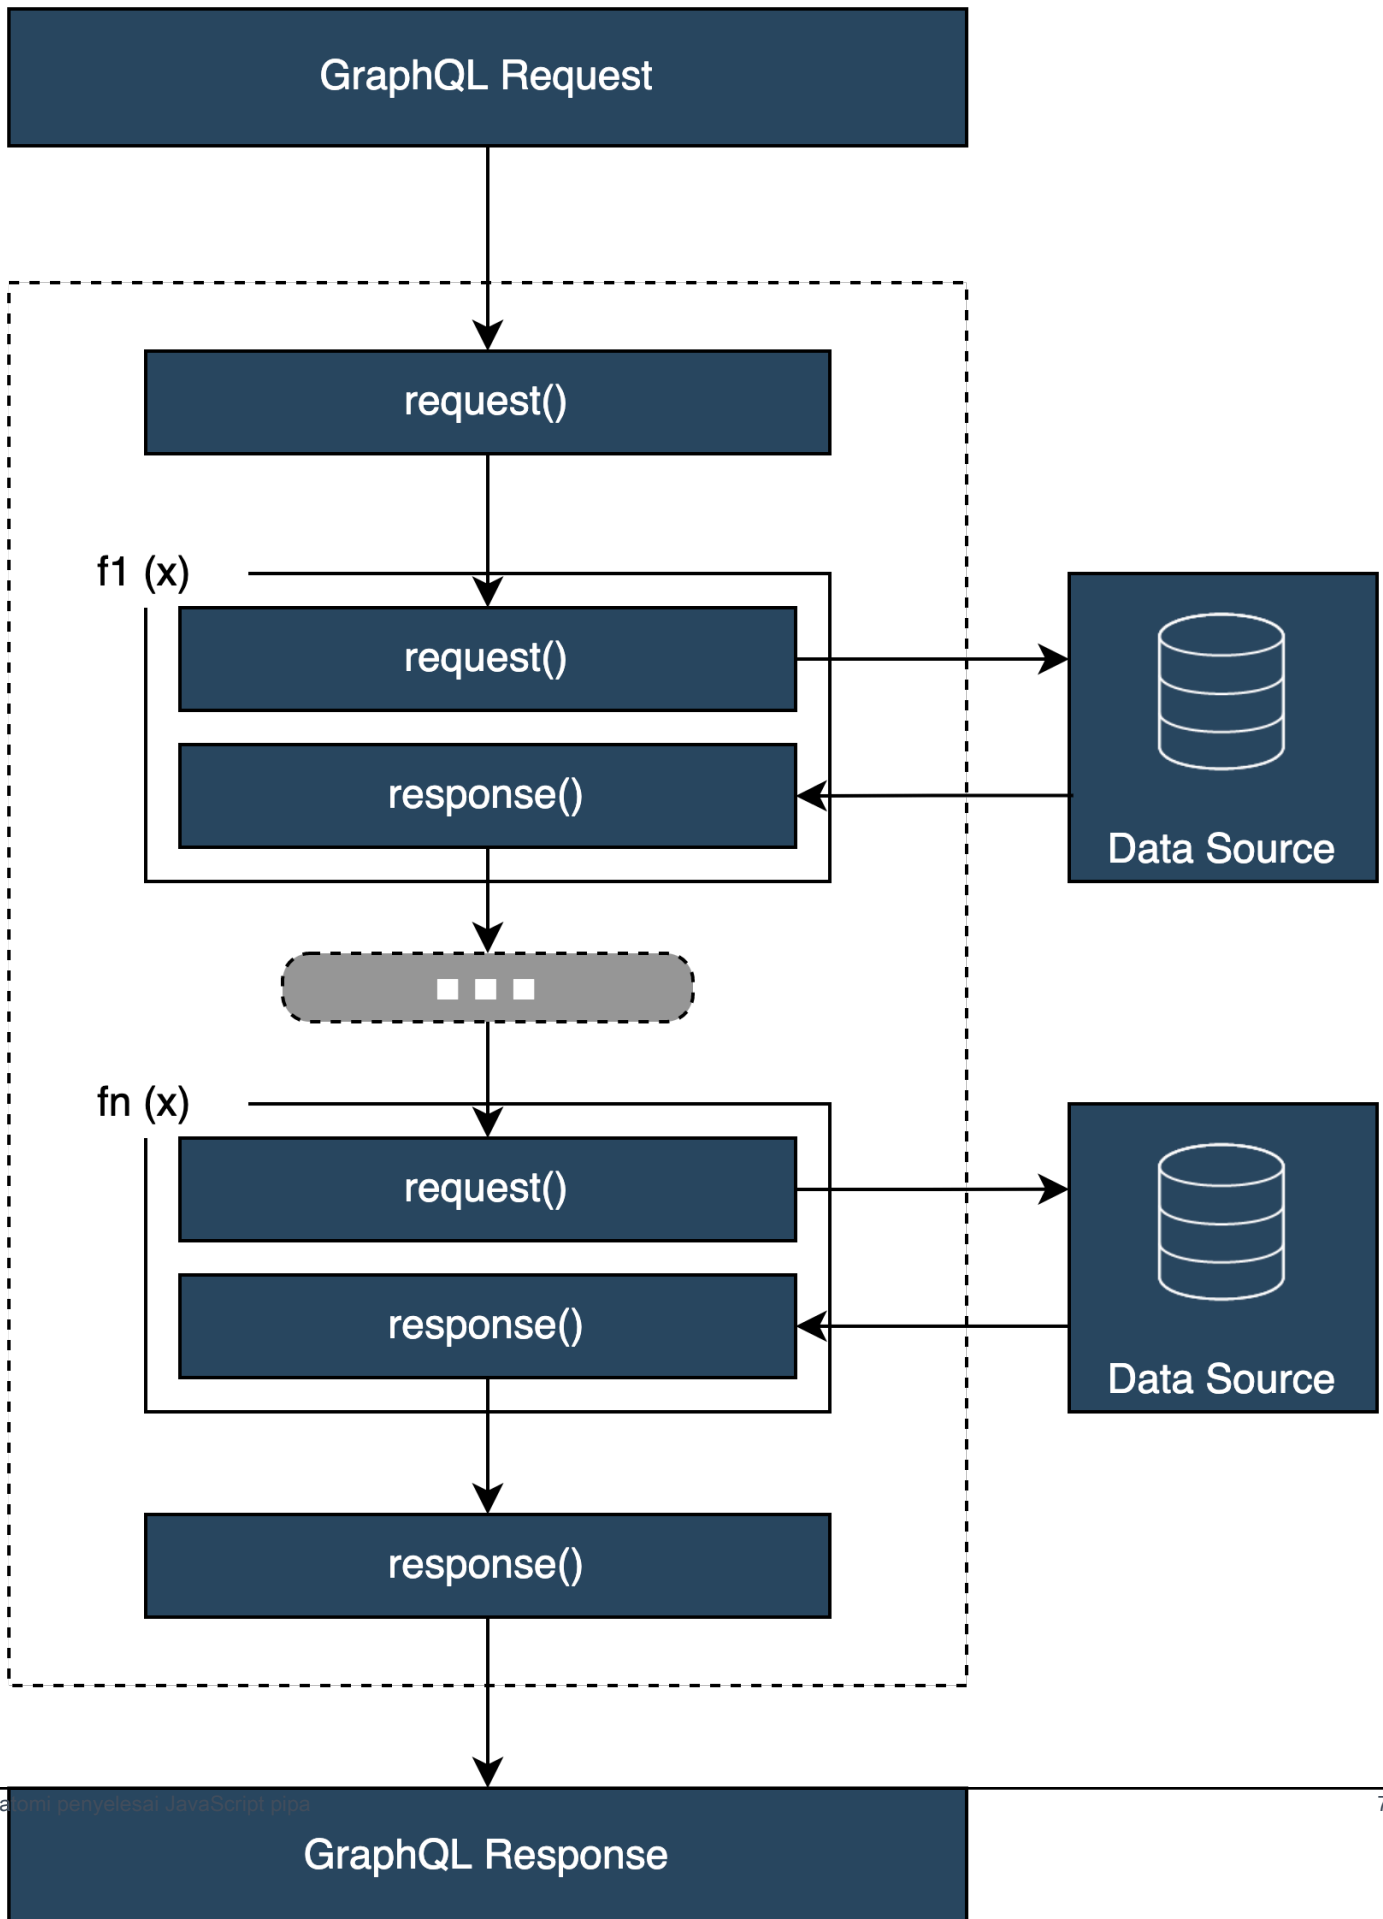 GraphQL Request
request()
f1 (x)
request()
response()
Data Source
fn (x)
request()
response()
Data Source
response()
penyelesai JavaScript pipa
GraphQL Response